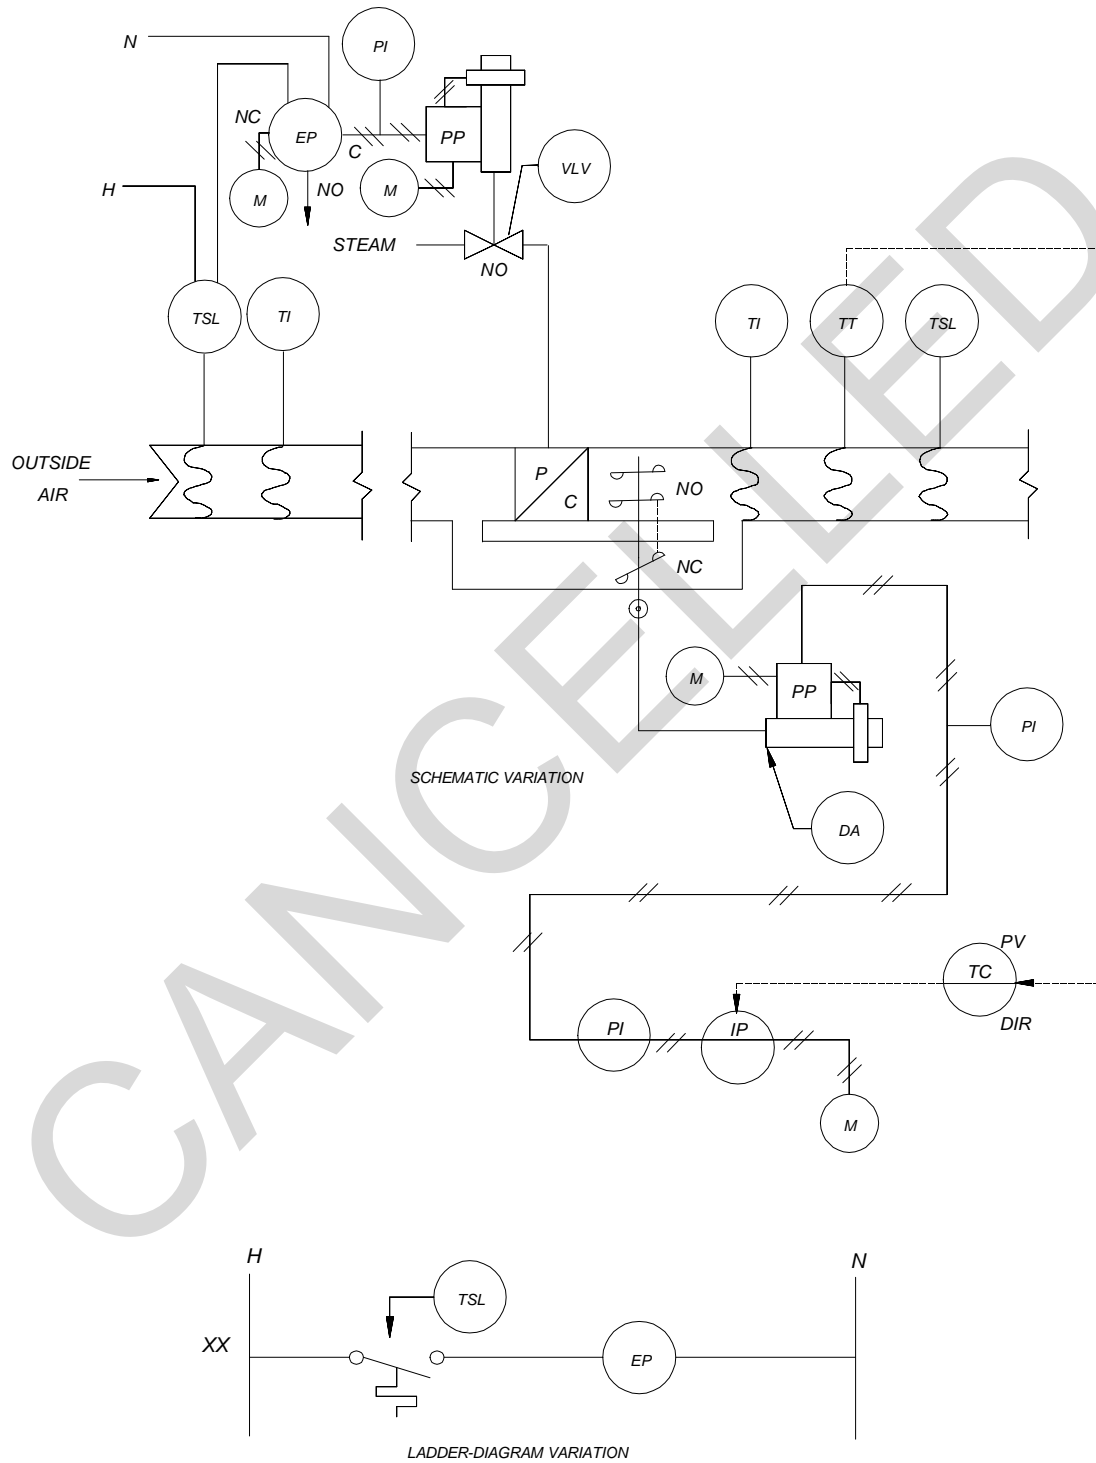 N
PI
NC
EP
C
PP
H
M
NO
M
VLV
STEAM
NO
TSL
TI
TI
TT
TSL
OUTSIDE
AIR
P
C
NO
NC
M
PP
PI
SCHEMATIC VARIATION
DA
PV
TC
DIR
PI
IP
M
H
N
TSL
XX
EP
LADDER-DIAGRAM VARIATION
CANCELLED